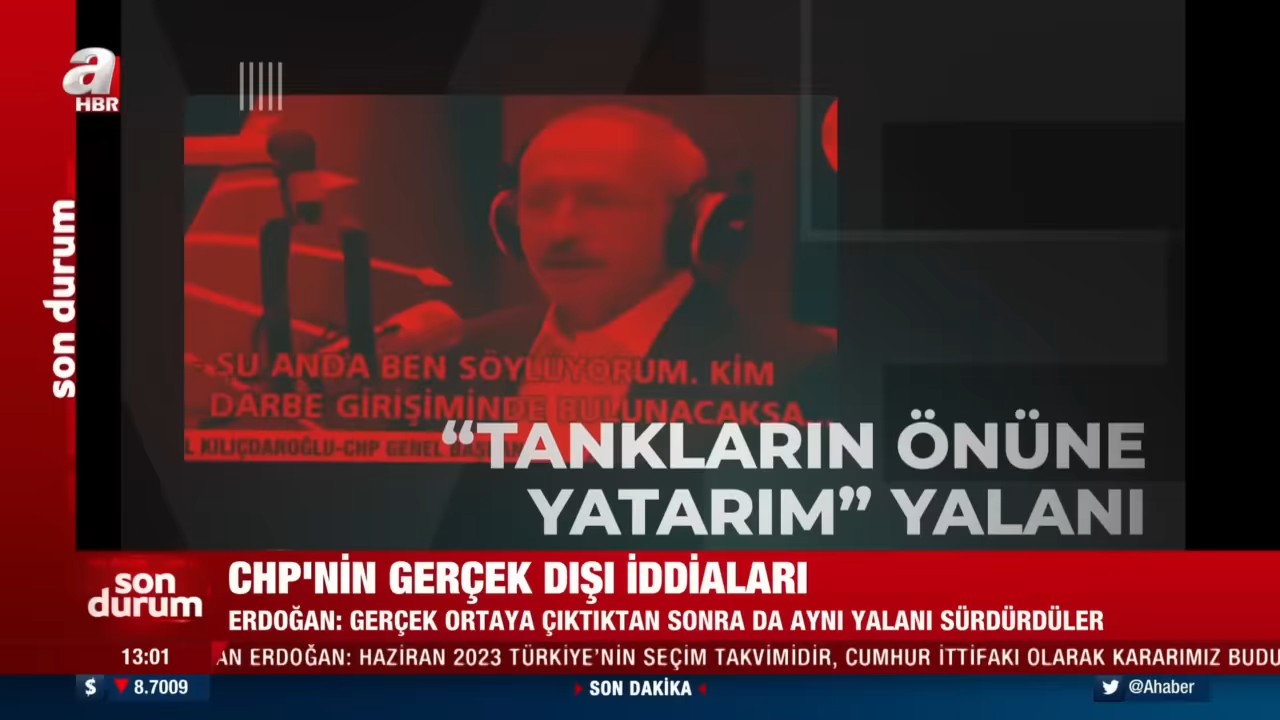 a
HBR
son durum
ŞU ANDA BEN SÖYLÜYORUM. KİM
DARBE GİRİŞİMİNDE BULUNACAKSA...
L KILIÇDAROĞLU-CHP GENEL
“TANKLARIN ÖNÜNE
YATARIM” YALANI
son
durum
CHP'NİN GERÇEK DIŞI İDDİALARI
ERDOĞAN: GERÇEK ORTAYA ÇIKTIKTAN SONRA DA AYNI YALANI SÜRDÜRDÜLER
13:01
AN ERDOĞAN: HAZİRAN 2023 TÜRKİYE’NİN SEÇİM TAKVİMİDİR, CUMHUR İTTİFAKI OLARAK KARARIMIZ BUDU
$ 8.7009
SON DAKİKA
@Ahaber